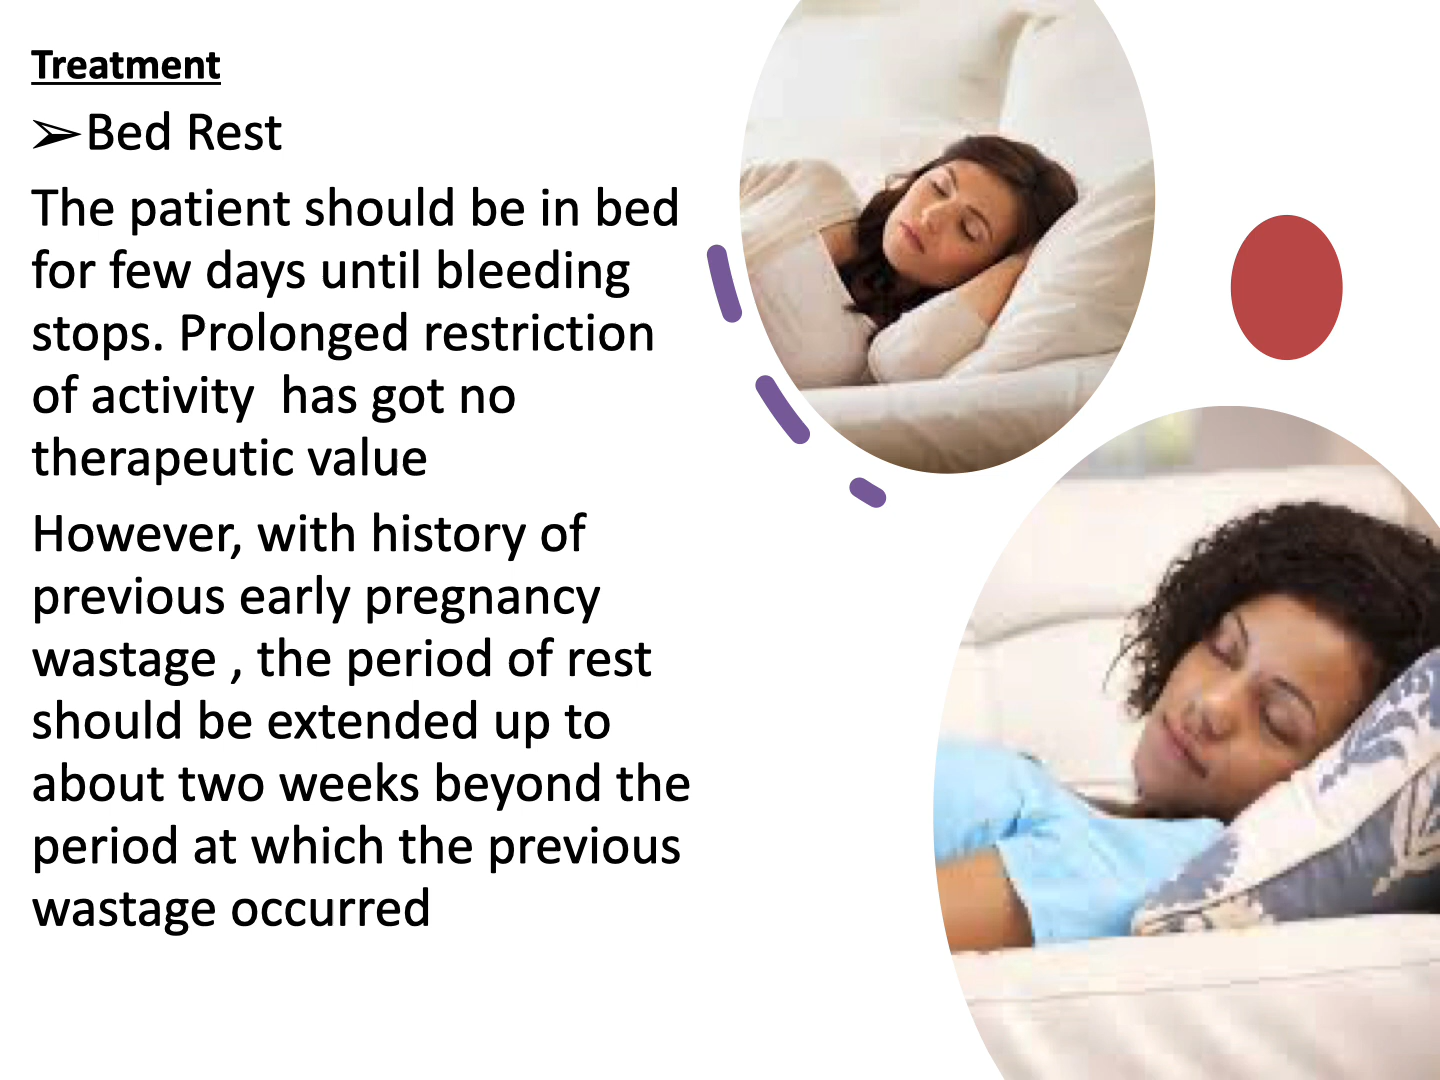 Treatment
➢Bed Rest
The patient should be in bed
for few days until bleeding
stops. Prolonged restriction
of activity  has got no
therapeutic value
However, with history of
previous early pregnancy
wastage , the period of rest
should be extended up to
about two weeks beyond the
period at which the previous
wastage occurred